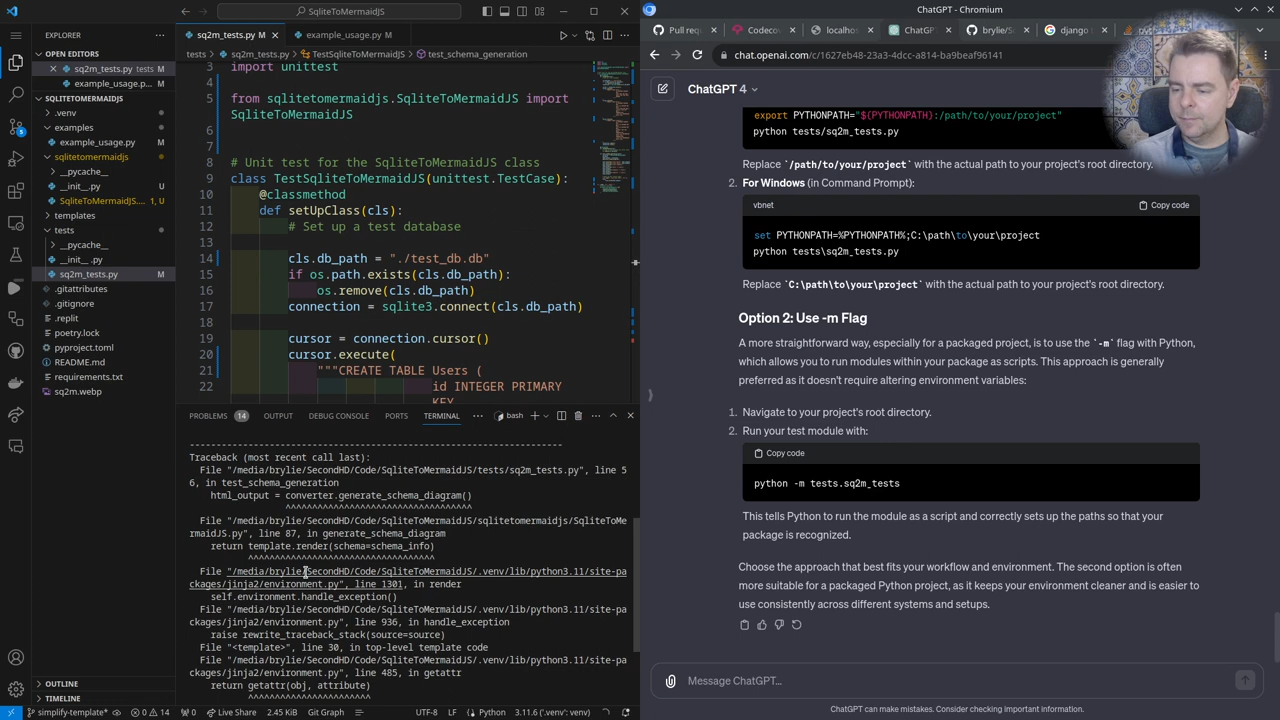 SqliteToMermaidJS
ChatGPT - Chromium
EXPLORER
OPEN EDITORS
sq2m_tests.py tests M
example_usage.p... M
SQLITETOMERMAIDJS
.venv
examples
example_usage.py M
sqlitetomermaidjs
__pycache__
__init__.py U
SqliteToMermaidJS.... 1, U
templates
tests
__pycache__
__init__ .py
sq2m_tests.py M
.gitattributes
.gitignore
.replit
poetry.lock
pyproject.toml
README.md
requirements.txt
sq2m.webp
OUTLINE
TIMELINE
sq2m_tests.py M
example_usage.py M
tests > sq2m_tests.py > TestSqliteToMermaidJS > test_schema_generation
3 import unittest
4
5 from sqlitetomermaidjs.SqliteToMermaidJS import
SqliteToMermaidJS
6
7
8 # Unit test for the SqliteToMermaidJS class
9 class TestSqliteToMermaidJS(unittest.TestCase):
10 @classmethod
11 def setUpClass(cls):
12 # Set up a test database
13
14 cls.db_path = "./test_db.db"
15 if os.path.exists(cls.db_path):
16 os.remove(cls.db_path)
17 connection = sqlite3.connect(cls.db_path)
18
19 cursor = connection.cursor()
20 cursor.execute(
21 """CREATE TABLE Users (
22 id INTEGER PRIMARY
KEY
PROBLEMS 14 OUTPUT DEBUG CONSOLE PORTS TERMINAL bash
----------------------------------------------------------------------
Traceback (most recent call last):
File "/media/brylie/SecondHD/Code/SqliteToMermaidJS/tests/sq2m_tests.py", line 5
6, in test_schema_generation
html_output = converter.generate_schema_diagram()
^^^^^^^^^^^^^^^^^^^^^^^^^^^^^^^^^^^
File "/media/brylie/SecondHD/Code/SqliteToMermaidJS/sqlitetomermaidjs/SqliteToMe
rmaidJS.py", line 87, in generate_schema_diagram
return template.render(schema=schema_info)
^^^^^^^^^^^^^^^^^^^^^^^^^^^^^^^^^^^
File "/media/brylie/SecondHD/Code/SqliteToMermaidJS/.venv/lib/python3.11/site-pa
ckages/jinja2/environment.py", line 1301, in render
self.environment.handle_exception()
File "/media/brylie/SecondHD/Code/SqliteToMermaidJS/.venv/lib/python3.11/site-pa
ckages/jinja2/environment.py", line 936, in handle_exception
raise rewrite_traceback_stack(source=source)
File "<template>", line 30, in top-level template code
File "/media/brylie/SecondHD/Code/SqliteToMermaidJS/.venv/lib/python3.11/site-pa
ckages/jinja2/environment.py", line 485, in getattr
return getattr(obj, attribute)
^^^^^^^^^^^^^^^^^^^^^^^
simplify-template* 0 14 0 Live Share 2.45 KiB Git Graph UTF-8 LF Python 3.11.6 ('.venv': venv)
Pull req Codecov localhos ChatGP brylie/S django
chat.openai.com/c/1627eb48-23a3-4dcc-a814-ba9beaf96141
ChatGPT 4
export PYTHONPATH="${PYTHONPATH}:/path/to/your/project"
python tests/sq2m_tests.py
Replace `/path/to/your/project` with the actual path to your project's root directory.
2. For Windows (in Command Prompt):
vbnet Copy code
set PYTHONPATH=%PYTHONPATH%;C:\path\to\your\project
python tests\sq2m_tests.py
Replace `C:\path\to\your\project` with the actual path to your project's root directory.
Option 2: Use -m Flag
A more straightforward way, especially for a packaged project, is to use the `-m` flag with Python,
which allows you to run modules within your package as scripts. This approach is generally
preferred as it doesn't require altering environment variables:
1. Navigate to your project's root directory.
2. Run your test module with:
Copy code
python -m tests.sq2m_tests
This tells Python to run the module as a script and correctly sets up the paths so that your
package is recognized.
Choose the approach that best fits your workflow and environment. The second option is often
more suitable for a packaged Python project, as it keeps your environment cleaner and is easier to
use consistently across different systems and setups.
Message ChatGPT...
ChatGPT can make mistakes. Consider checking important information.